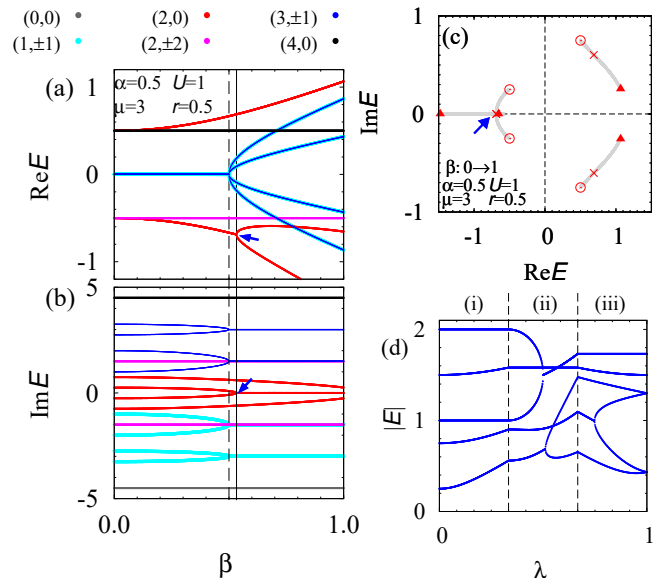 (0,0) (2,0) (3,±1)
(1,±1) (2,±2) (4,0)
(a)
α=0.5 U=1
μ=3 r=0.5
ReE
1
0
-1
(b)
ImE
5
0
-5
0.0 0.5 1.0
β
(c)
ImE
1
0
-1
β: 0→1
α=0.5 U=1
μ=3 r=0.5
-1 0 1
ReE
(i) (ii) (iii)
(d)
|E|
2
1
0
0 1
λ